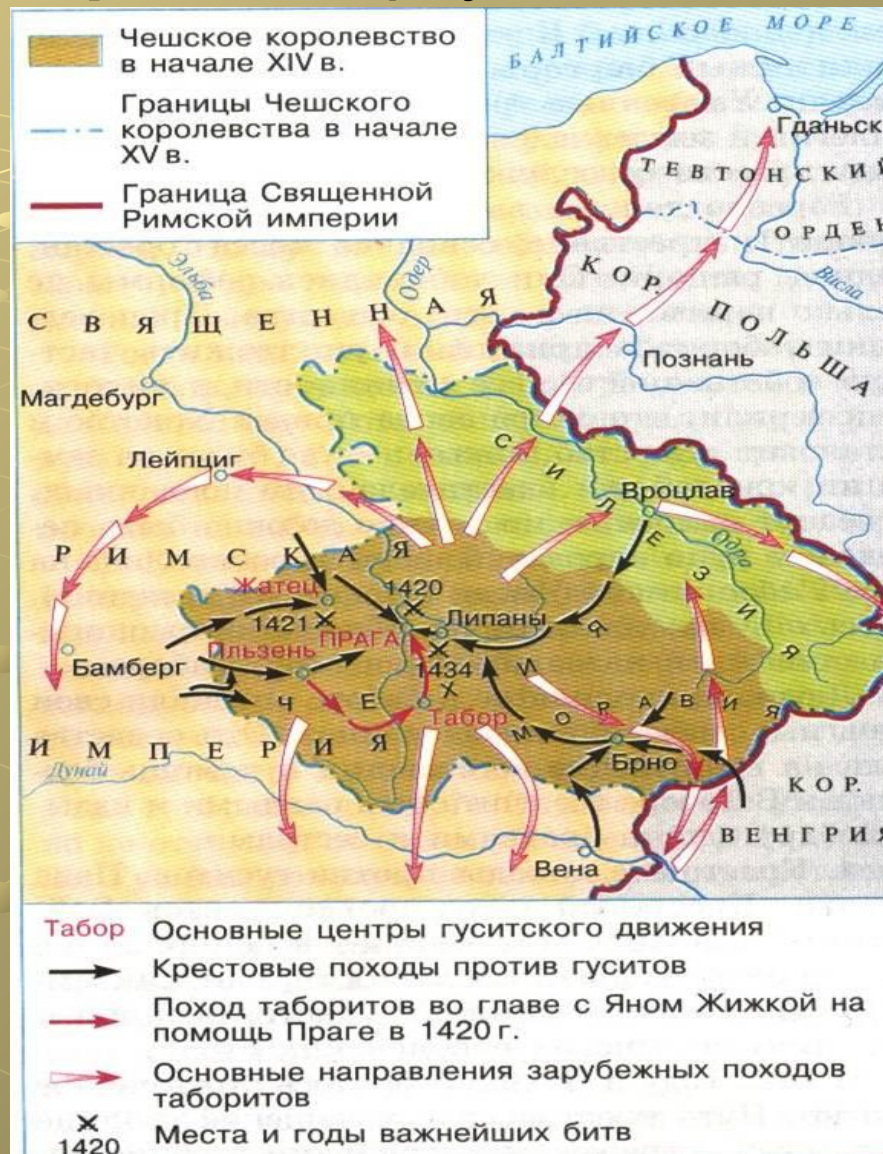 Чешское королевство
в начале XIV в.
Границы Чешского
королевства в начале
XV в.
Граница Священной
Римской империи
БАЛТИЙСКОЕ МОРЕ
Гданьск
ТЕВТОНСКИЙ
ОРДЕН
Эльба
Одер
Висла
КОР. ПОЛЬША
СВЯЩЕННАЯ
Познань
Магдебург
Лейпциг
СИЛЕЗИЯ
Вроцлав
Одра
РИМСКАЯ
Жатец
1420
1421
ПРАГА
Липаны
Пльзень
1434
Бамберг
ЧЕ
И
Я
Табор
МОРАВИЯ
ИМПЕРИЯ
Брно
Дунай
КОР.
ВЕНГРИЯ
Вена
Табор Основные центры гуситского движения
Крестовые походы против гуситов
Поход таборитов во главе с Яном Жижкой на
помощь Праге в 1420 г.
Основные направления зарубежных походов
таборитов
1420 Места и годы важнейших битв